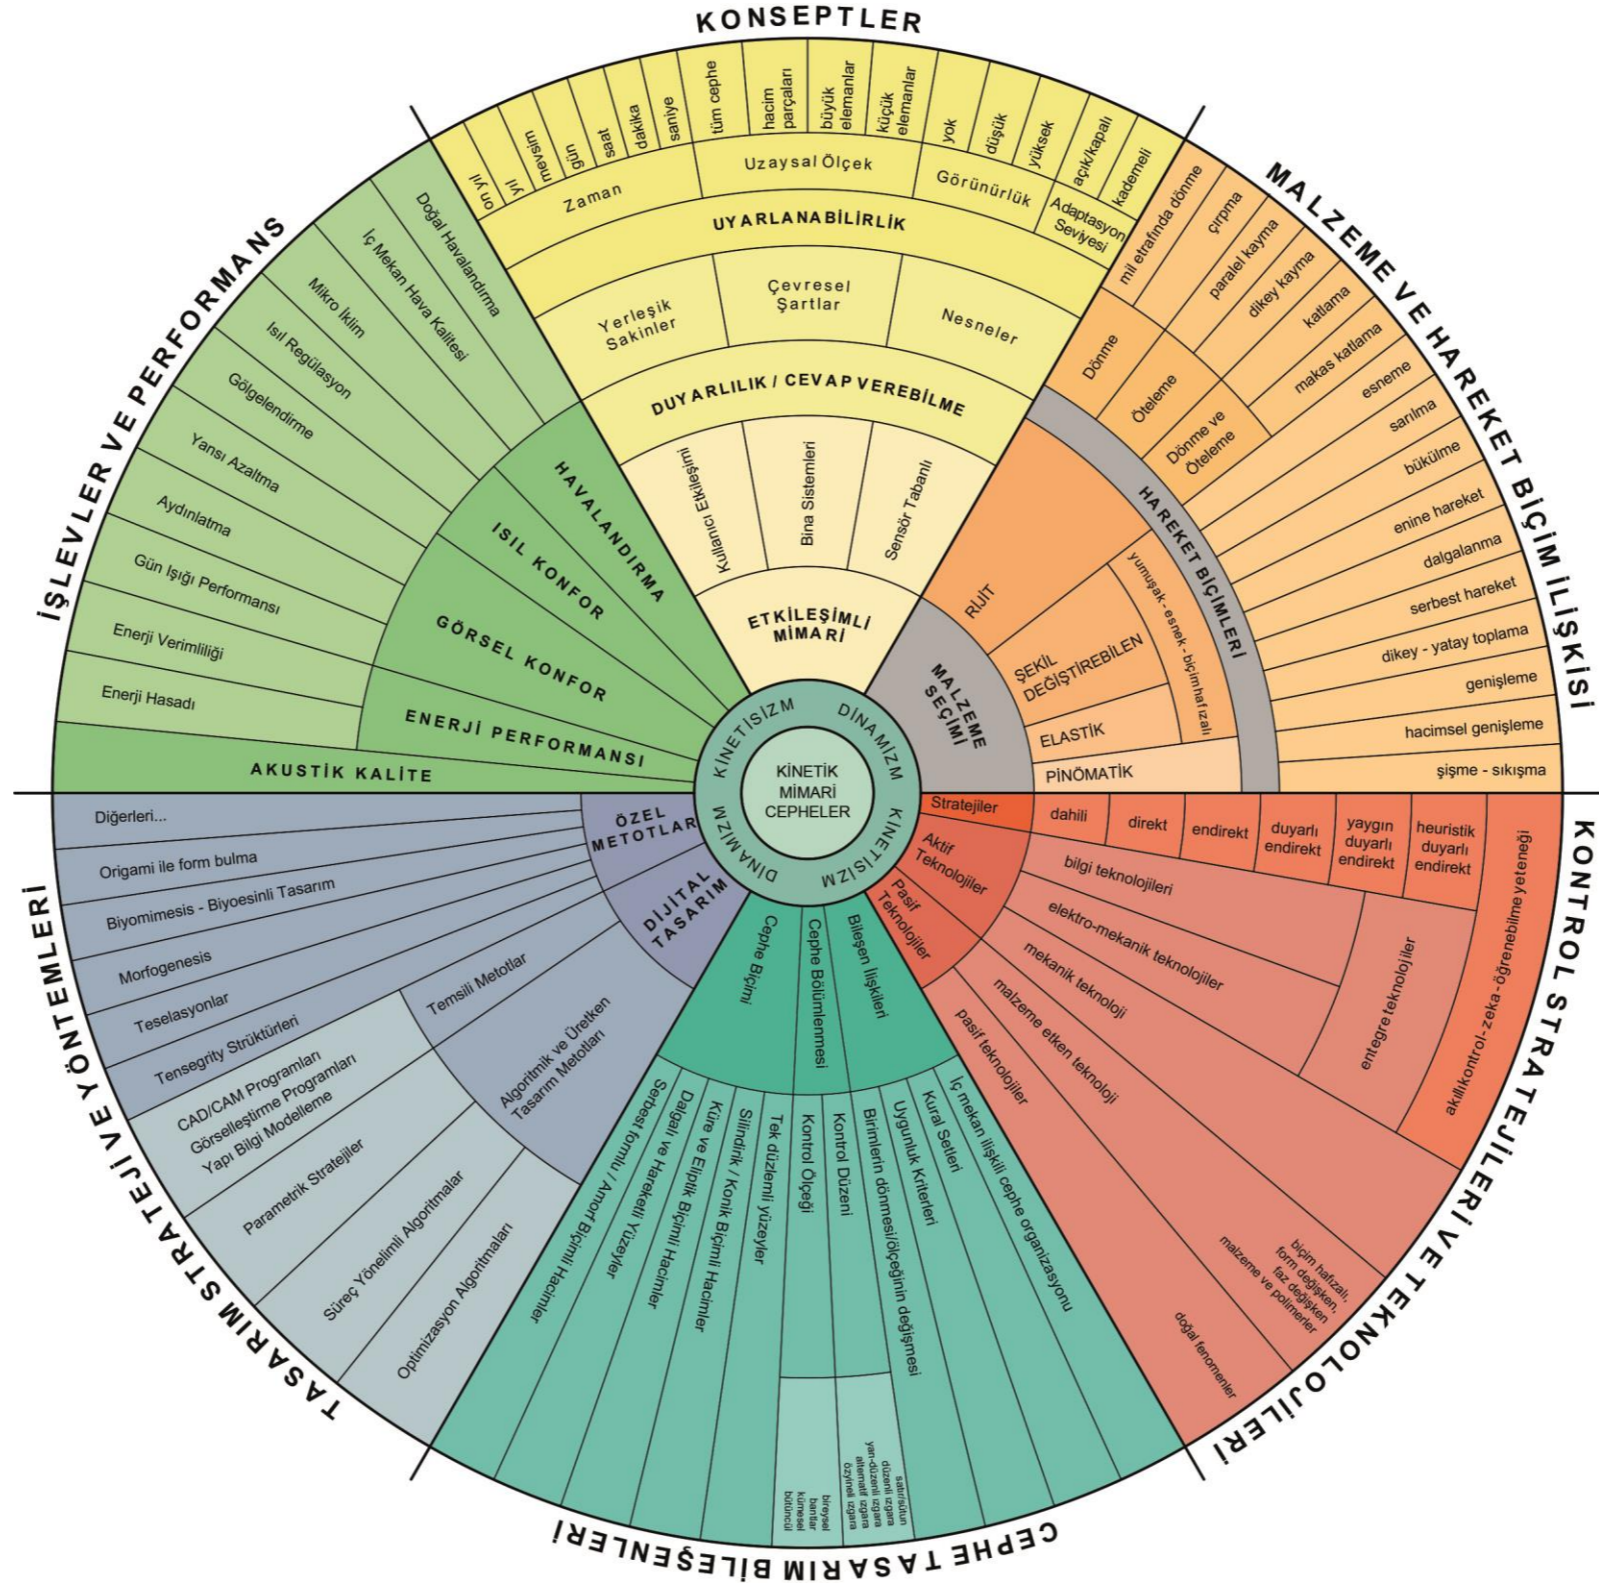 KONSEPTLER
on yıl
yıl
mevsim
gün
saat
dakika
saniye
tüm cephe
hacim
parçaları
büyük
elemanlar
küçük
elemanlar
yok
düşük
yüksek
açık/kapalı
kademeli
Zaman
Uzaysal Ölçek
Görünürlük
Adaptasyon
Seviyesi
UYARLANABİLİRLİK
Yerleşik
Sakinler
Çevresel
Şartlar
Nesneler
DUYARLILIK / CEVAP VEREBİLME
Kullanıcı Etkileşimi
Bina Sistemleri
Sensör Tabanlı
ETKİLEŞİMLİ
MİMARİ
MALZEME VE HAREKET BİÇİM İLİŞKİSİ
mil etrafında dönme
çırpma
paralel kayma
dikey kayma
katlama
makas katlama
esneme
sarılma
bükülme
enine hareket
dalgalanma
serbest hareket
dikey - yatay toplama
genişleme
hacimsel genişleme
şişme - sıkışma
Dönme
Öteleme
Dönme ve
Öteleme
HAREKET BİÇİMLERİ
RİJİT
yumuşak - esnek - biçim hafızalı
ŞEKİL
DEĞİŞTİREBİLEN
ELASTİK
PİNÖMATİK
MALZEME
SEÇİMİ
KONTROL STRATEJİLERİ VE TEKNOLOJİLERİ
Stratejiler
dahili
direkt
endirekt
duyarlı
endirekt
yaygın
duyarlı
endirekt
heuristik
duyarlı
endirekt
akıllı kontrol - zeka - öğrenebilme yeteneği
Aktif
Teknolojiler
bilgi teknolojileri
elektro-mekanik teknolojiler
mekanik teknoloji
entegre teknolojiler
Pasif
Teknolojiler
malzeme etken teknoloji
pasif teknolojiler
biçim hafızalı,
form değişken,
faz değişken
malzeme ve polimerler
doğal fenomenler
CEPHE TASARIM BİLEŞENLERİ
Bileşen İlişkileri
Cephe Bölümlenmesi
Cephe Biçimi
İç mekan ilişkili cephe organizasyonu
Kural Setleri
Uygunluk Kriterleri
Birimlerin dönmesi/ölçeğinin değişmesi
Kontrol Düzeni
Kontrol Ölçeği
Tek düzlemli yüzeyler
Silindirik / Konik Biçimli Hacimler
Küre ve Eliptik Biçimli Hacimler
Dalgalı ve Hareketli Yüzeyler
Serbest formlu / Amorf Biçimli Hacimler
satır/sütun
düzenli ızgara
yarı-düzenli ızgara
alternatif ızgara
özyineli ızgara
bireysel
bantlar
kümesel
bütüncül
TASARIM STRATEJİ VE YÖNTEMLERİ
ÖZEL
METOTLAR
DİJİTAL
TASARIM
Diğerleri...
Origami ile form bulma
Biyomimesis - Biyoesinli Tasarım
Morfogenesis
Teselasyonlar
Tensegrity Strüktürleri
Temsili Metotlar
CAD/CAM Programları
Görselleştirme Programları
Yapı Bilgi Modelleme
Algoritmik ve Üretken
Tasarım Metotları
Parametrik Stratejiler
Süreç Yönelimli Algoritmalar
Optimizasyon Algoritmaları
İŞLEVLER VE PERFORMANS
Doğal Havalandırma
İç Mekan Hava Kalitesi
Mikro İklim
Isıl Regülasyon
Gölgelendirme
Yansı Azaltma
Aydınlatma
Gün Işığı Performansı
Enerji Verimliliği
Enerji Hasadı
HAVALANDIRMA
ISIL KONFOR
GÖRSEL KONFOR
ENERJİ PERFORMANSI
AKUSTİK KALİTE
KİNETİSİZM
DİNAMİZM
KİNETİSİZM
DİNAMİZM
KİNETİK
MİMARİ
CEPHELER